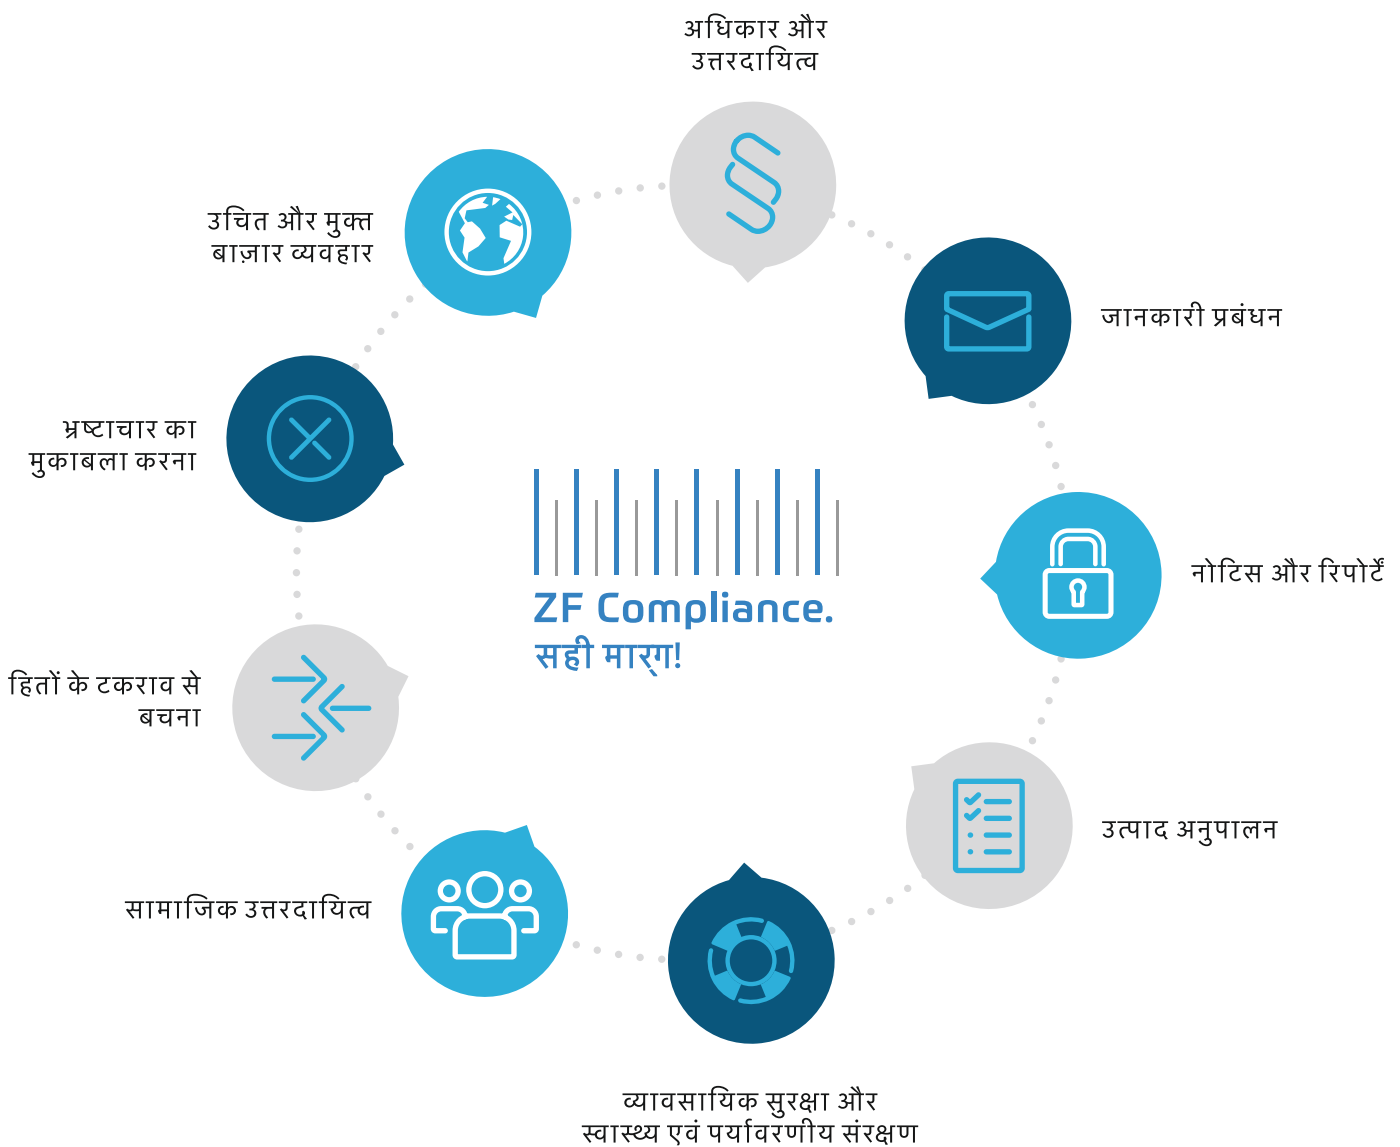 अधिकार और
उत्तरदायित्व
उचित और मुक्त
बाज़ार व्यवहार
जानकारी प्रबंधन
भ्रष्टाचार का
मुकाबला करना
नोटिस और रिपोर्टें
ZF Compliance.
सही मार्ग!
हितों के टकराव से
बचना
उत्पाद अनुपालन
सामाजिक उत्तरदायित्व
व्यावसायिक सुरक्षा और
स्वास्थ्य एवं पर्यावरणीय संरक्षण